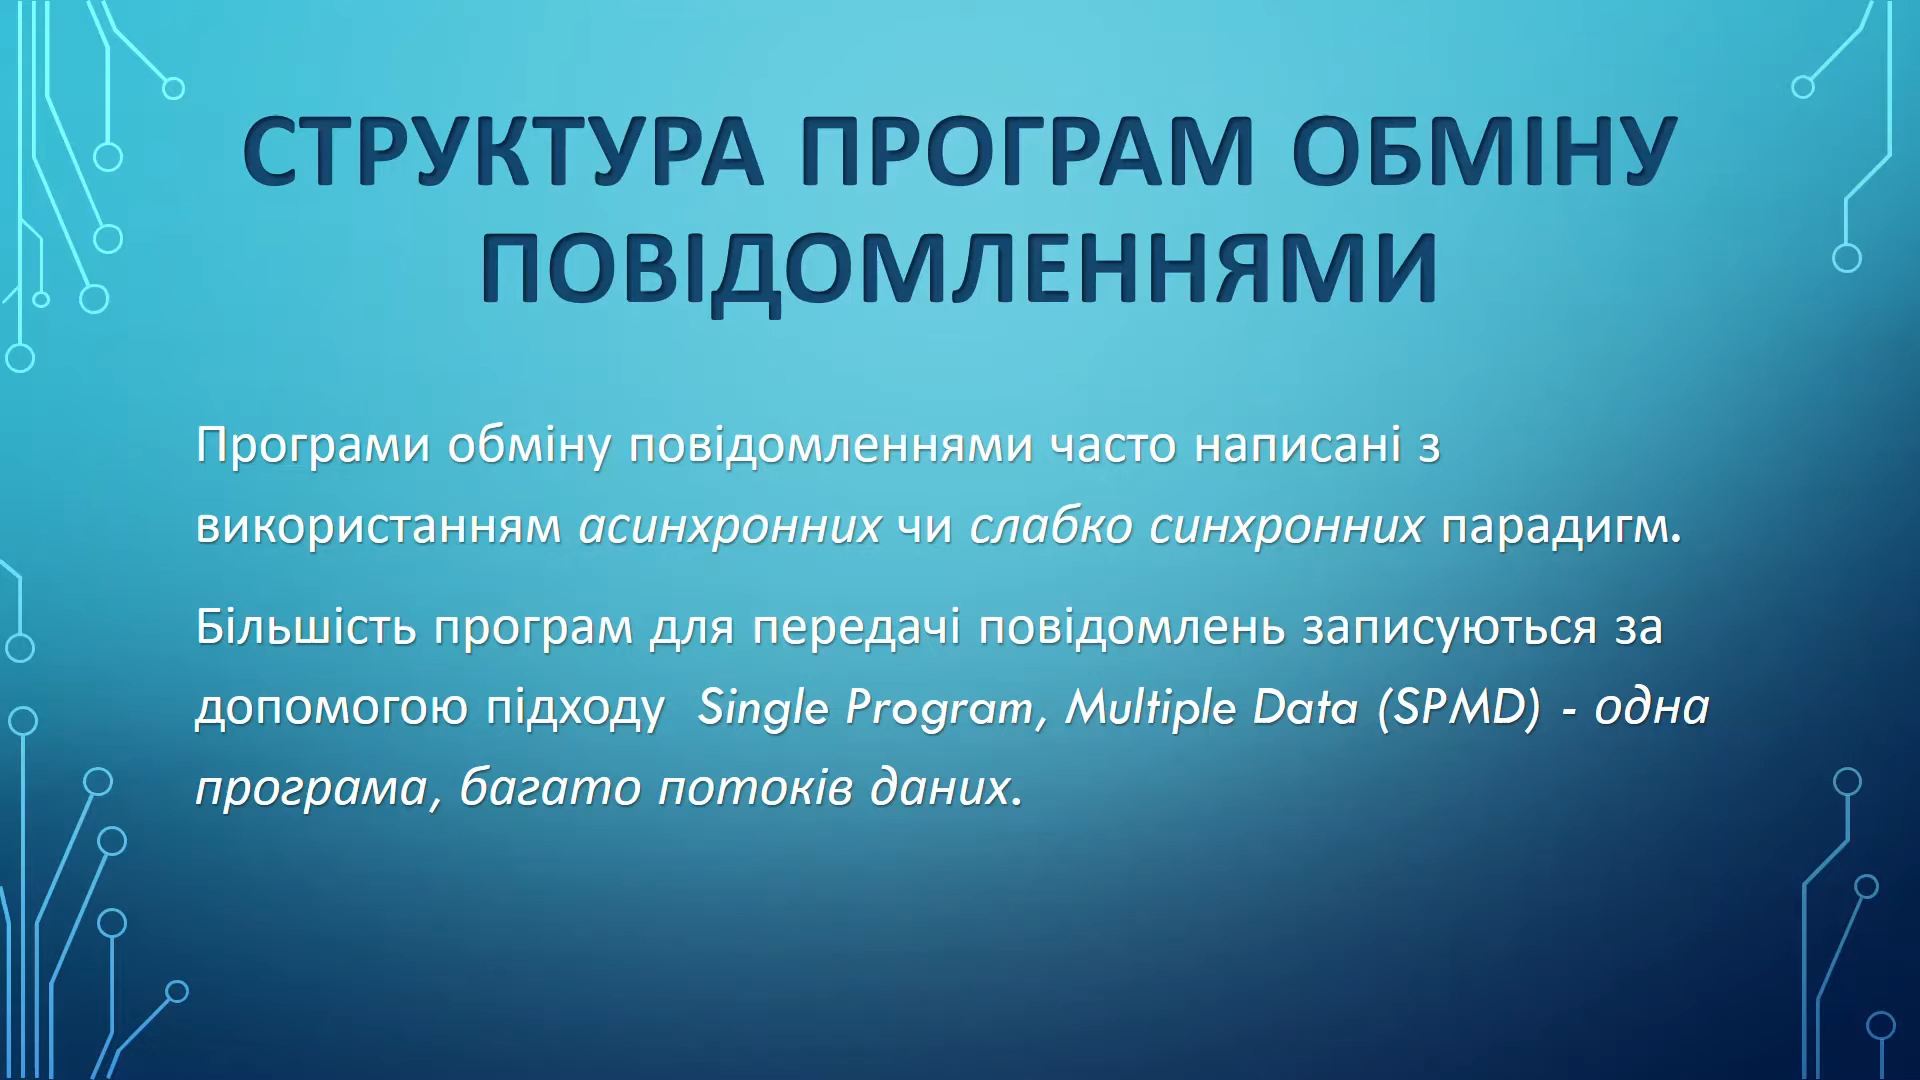 СТРУКТУРА ПРОГРАМ ОБМІНУ
ПОВІДОМЛЕННЯМИ
Програми обміну повідомленнями часто написані з
використанням асинхронних чи слабко синхронних парадигм.
Більшість програм для передачі повідомлень записуються за
допомогою підходу Single Program, Multiple Data (SPMD) - одна
програма, багато потоків даних.